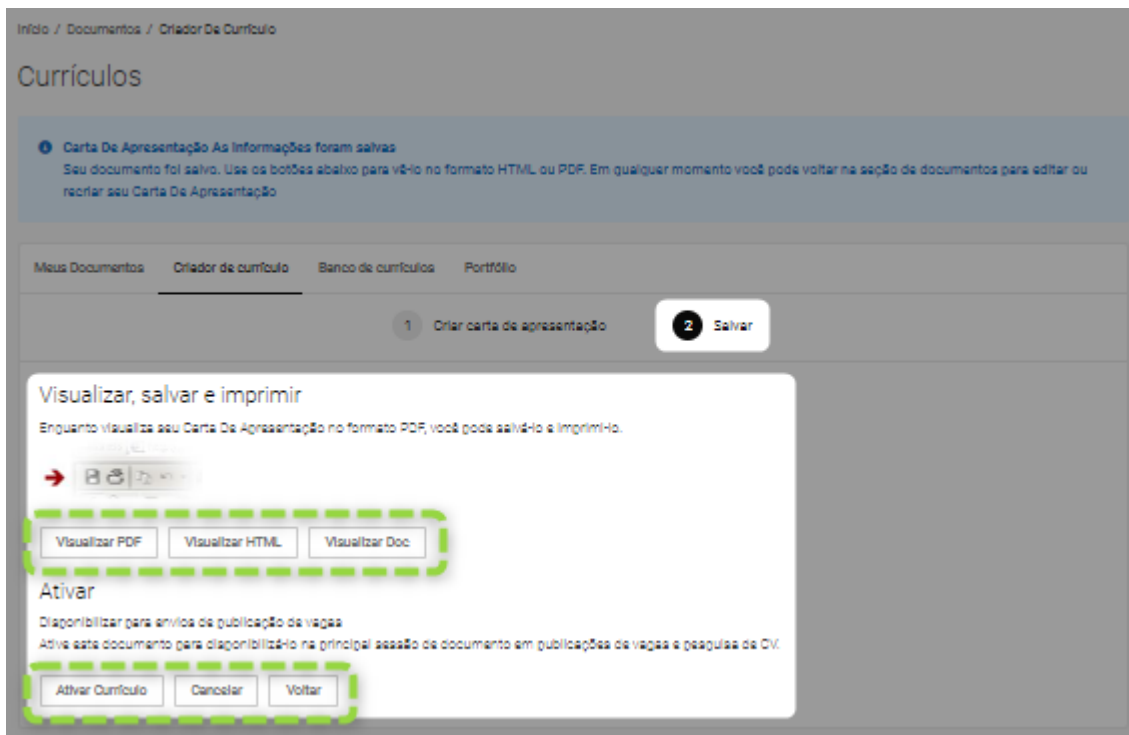 Início / Documentos / Criador De Currículo
Currículos
Carta De Apresentação As Informações foram salvas
Seu documento foi salvo. Use os botões abaixo para vê-lo no formato HTML ou PDF. Em qualquer momento você pode voltar na seção de documentos para editar ou
recriar seu Carta De Apresentação
Meus Documentos Criador de currículo Banco de currículos Portfólio
1 Criar carta de apresentação 2 Salvar
Visualizar, salvar e imprimir
Enquanto visualiza seu Carta De Apresentação no formato PDF, você pode salvá-lo e imprimi-lo.
Visualizar PDF Visualizar HTML Visualizar Doc
Ativar
Disponibilizar para envios de publicação de vagas
Ative este documento para disponibilizá-lo na principal sessão de documento em publicações de vagas e pesquisa de CV.
Ativar Currículo Cancelar Voltar